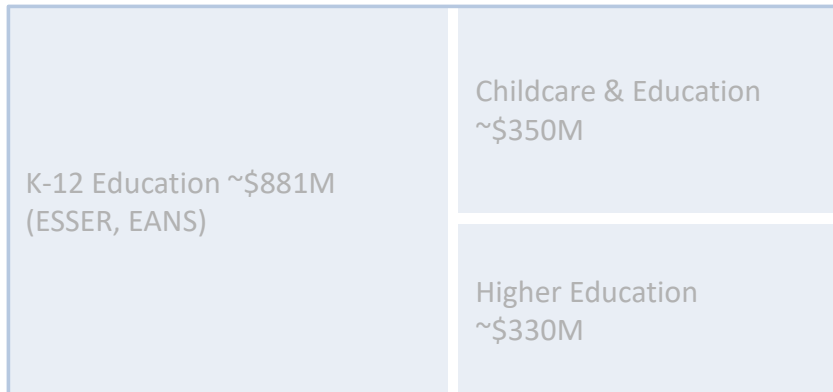 K-12 Education ~$881M
(ESSER, EANS)
Childcare & Education
~$350M
Higher Education
~$330M